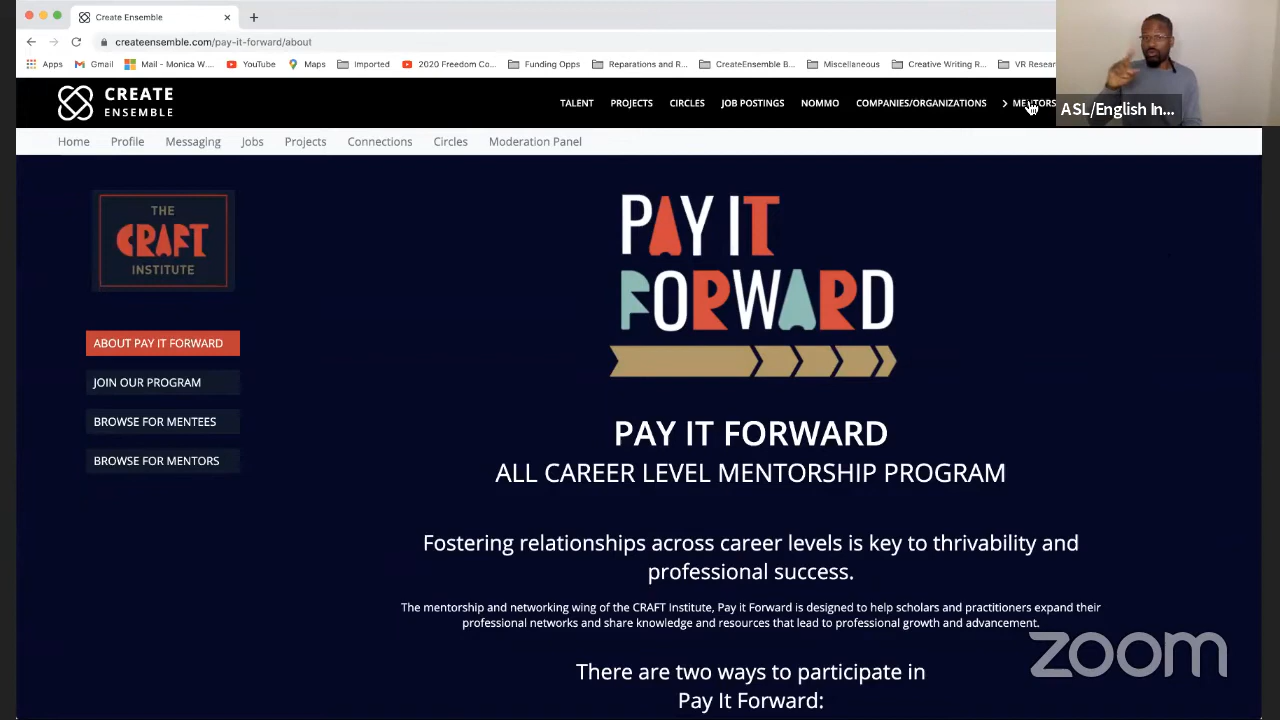 Create Ensemble
createensemble.com/pay-it-forward/about
Apps Gmail Mail - Monica W... YouTube Maps Imported 2020 Freedom Co... Funding Opps Reparations and R... CreateEnsemble B... Miscellaneous Creative Writing R... VR Resear
CREATE
ENSEMBLE
TALENT PROJECTS CIRCLES JOB POSTINGS NOMMO COMPANIES/ORGANIZATIONS MENTORS
ASL/English In...
Home Profile Messaging Jobs Projects Connections Circles Moderation Panel
THE
CRAFT
INSTITUTE
ABOUT PAY IT FORWARD
JOIN OUR PROGRAM
BROWSE FOR MENTEES
BROWSE FOR MENTORS
PAY IT
FORWARD
PAY IT FORWARD
ALL CAREER LEVEL MENTORSHIP PROGRAM
Fostering relationships across career levels is key to thrivability and
professional success.
The mentorship and networking wing of the CRAFT Institute, Pay it Forward is designed to help scholars and practitioners expand their
professional networks and share knowledge and resources that lead to professional growth and advancement.
There are two ways to participate in
Pay It Forward:
zoom